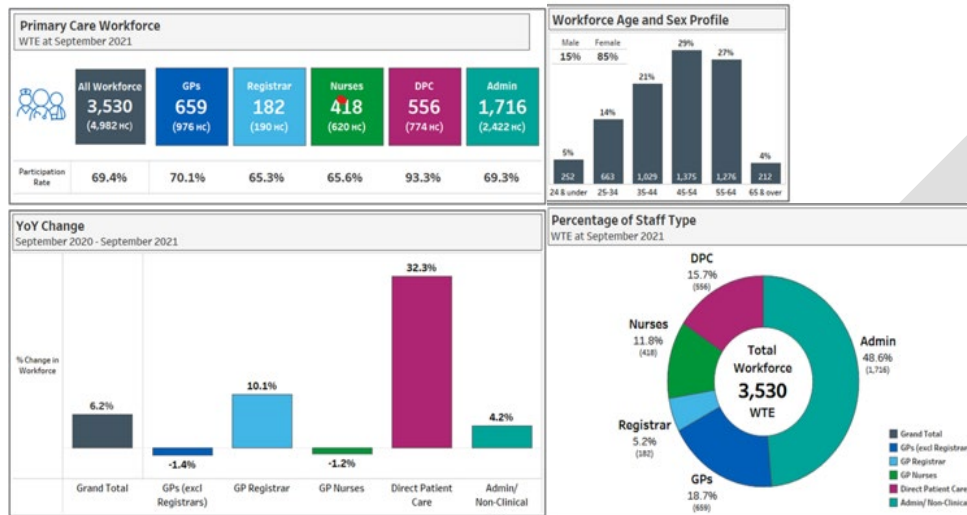 Primary Care Workforce
WTE at September 2021
All Workforce
3,530
(4,982 HC)
GPs
659
(976 HC)
Registrar
182
(190 HC)
Nurses
418
(620 HC)
DPC
556
(774 HC)
Admin
1,716
(2,422 HC)
Participation
Rate
69.4%
70.1%
65.3%
65.6%
93.3%
69.3%
Workforce Age and Sex Profile
Male Female
15% 85%
5%
14%
21%
29%
27%
4%
252
663
1,029
1,375
1,276
212
24 & under
25-34
35-44
45-54
55-64
65 & over
YoY Change
September 2020 - September 2021
% Change in
Workforce
6.2%
-1.4%
10.1%
-1.2%
32.3%
4.2%
Grand Total
GPs (excl
Registrars)
GP Registrar
GP Nurses
Direct Patient
Care
Admin/
Non-Clinical
Percentage of Staff Type
WTE at September 2021
DPC
15.7%
(556)
Nurses
11.8%
(418)
Registrar
5.2%
(182)
GPs
18.7%
(659)
Admin
48.6%
(1,716)
Total
Workforce
3,530
WTE
Grand Total
GPs (excl Registrar
GP Registrar
GP Nurses
Direct Patient Care
Admin/ Non-Clinical